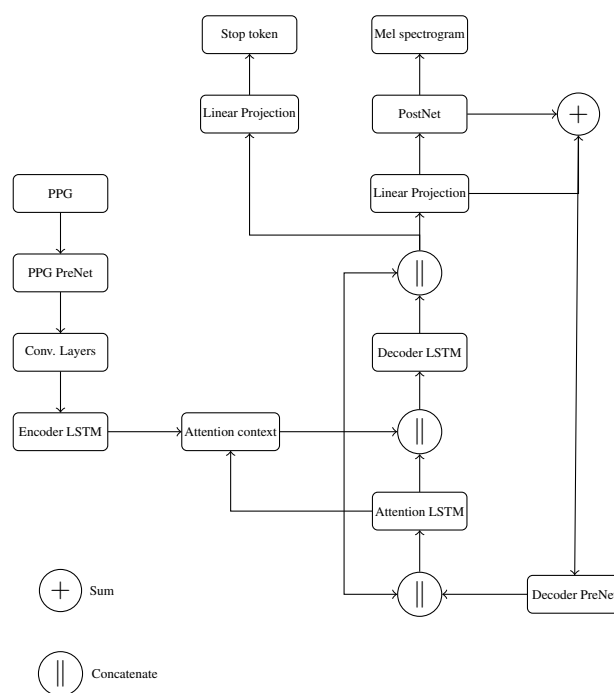 Stop token
Mel spectrogram
Linear Projection
PostNet
+
PPG
Linear Projection
PPG PreNet
||
Conv. Layers
Decoder LSTM
Encoder LSTM
Attention context
||
Attention LSTM
+
Sum
||
Decoder PreNet
||
Concatenate